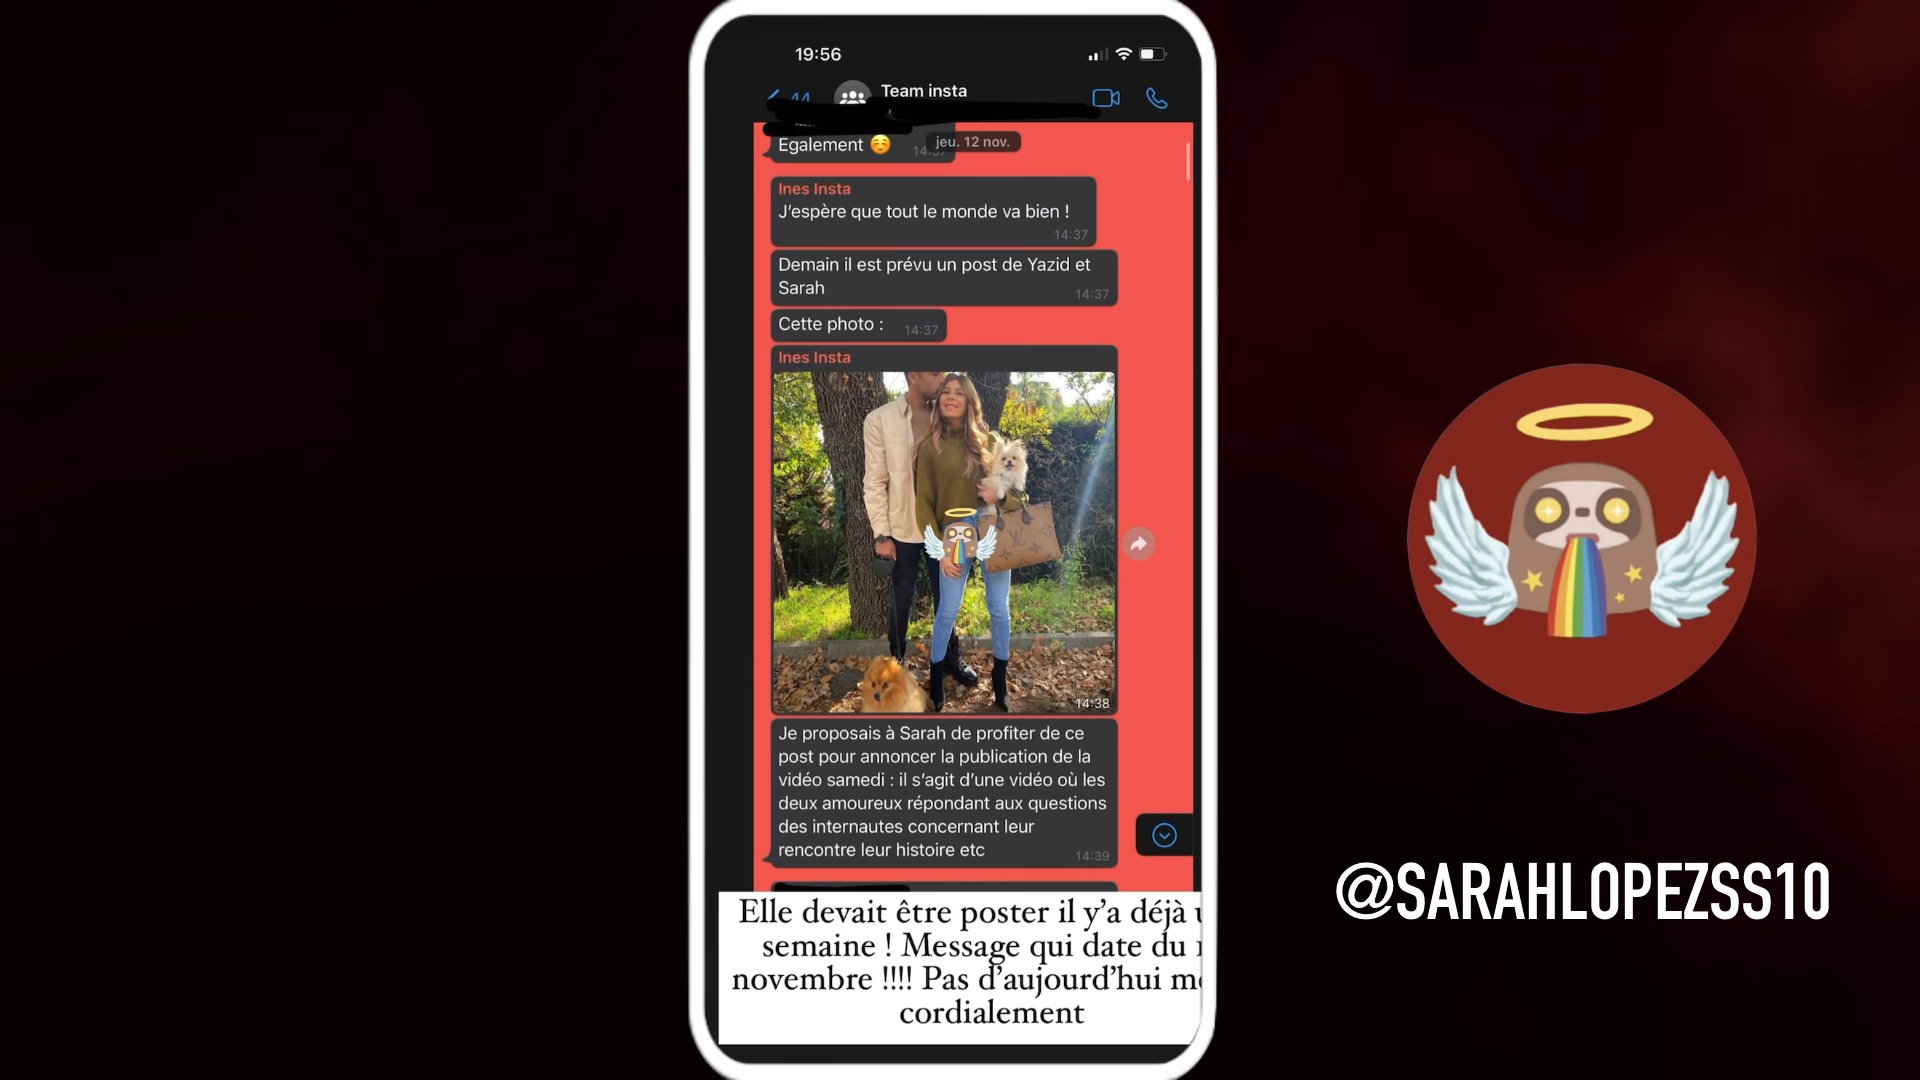 19:56
44
Team insta
Egalement
14:37
jeu. 12 nov.
Ines Insta
J'espère que tout le monde va bien !
14:37
Demain il est prévu un post de Yazid et
Sarah
14:37
Cette photo :
14:37
Ines Insta
14:38
Je proposais à Sarah de profiter de ce
post pour annoncer la publication de la
vidéo samedi : il s'agit d'une vidéo où les
deux amoureux répondant aux questions
des internautes concernant leur
rencontre leur histoire etc
14:39
Elle devait être poster il y'a déjà
semaine ! Message qui date du
novembre !!!! Pas d'aujourd'hui
cordialement
@SARAHLOPEZSS10